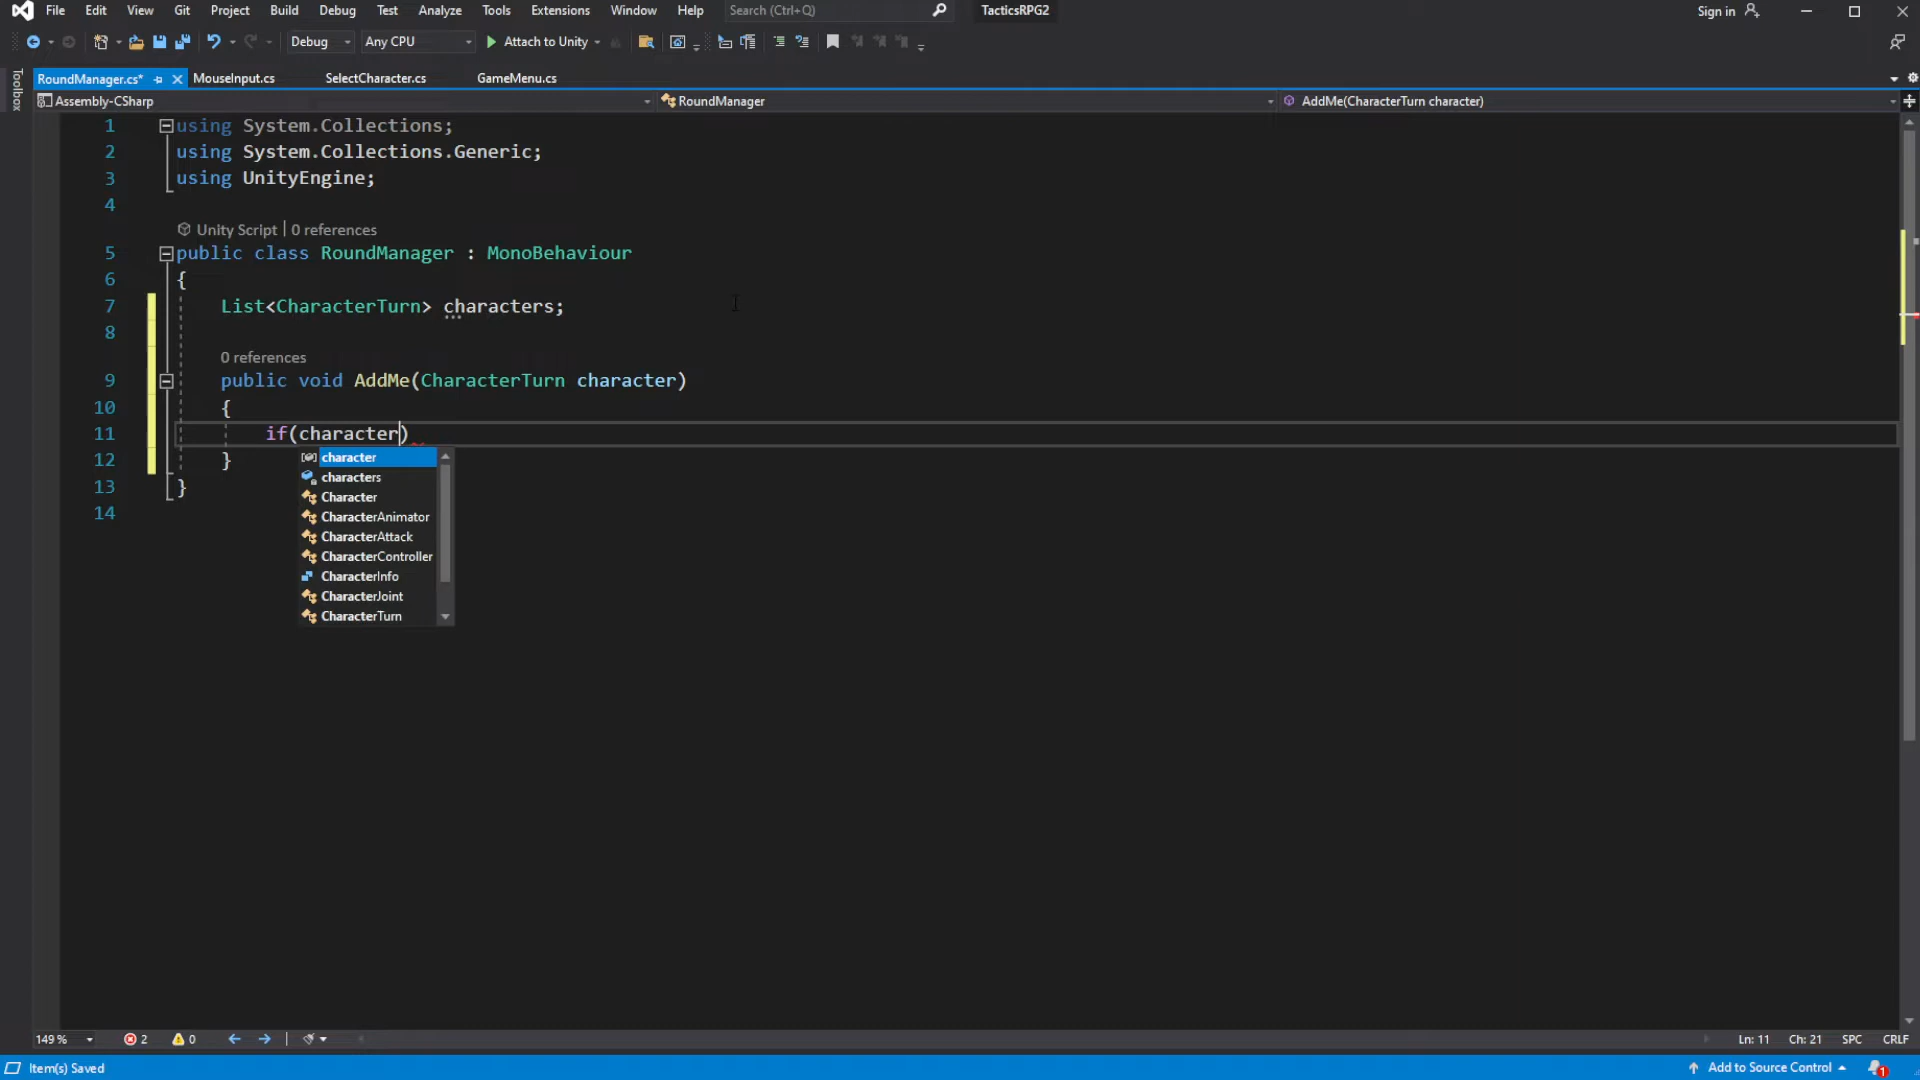 File Edit View Git Project Build Debug Test Analyze Tools Extensions Window Help Search (Ctrl+Q) TacticsRPG2 Sign in
Debug Any CPU Attach to Unity
Toolbox
RoundManager.cs* MouseInput.cs SelectCharacter.cs GameMenu.cs
Assembly-CSharp RoundManager AddMe(CharacterTurn character)
1 using System.Collections;
2 using System.Collections.Generic;
3 using UnityEngine;
4
Unity Script | 0 references
5 public class RoundManager : MonoBehaviour
6 {
7 List<CharacterTurn> characters;
8
0 references
9 public void AddMe(CharacterTurn character)
10 {
11 if(character)
12 }
13 }
14
character
characters
Character
CharacterAnimator
CharacterAttack
CharacterController
CharacterInfo
CharacterJoint
CharacterTurn
149 % 2 0 Ln: 11 Ch: 21 SPC CRLF
Item(s) Saved Add to Source Control 1